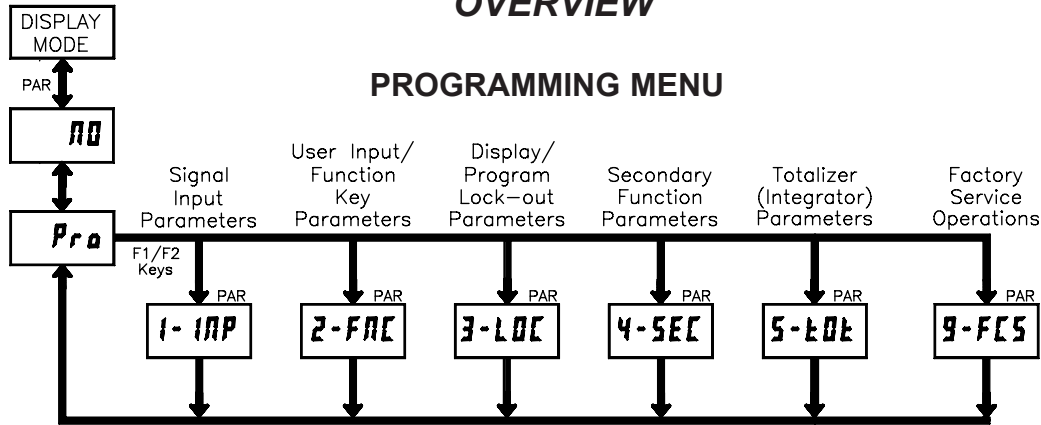 OVERVIEW
PROGRAMMING MENU
DISPLAY
MODE
PAR
NO
Pro
F1/F2
Keys
Signal
Input
Parameters
User Input/
Function
Key
Parameters
Display/
Program
Lock-out
Parameters
Secondary
Function
Parameters
Totalizer
(Integrator)
Parameters
Factory
Service
Operations
PAR
1-INP
PAR
2-FNC
PAR
3-LOC
PAR
4-SEC
PAR
5-tOt
PAR
9-FCS